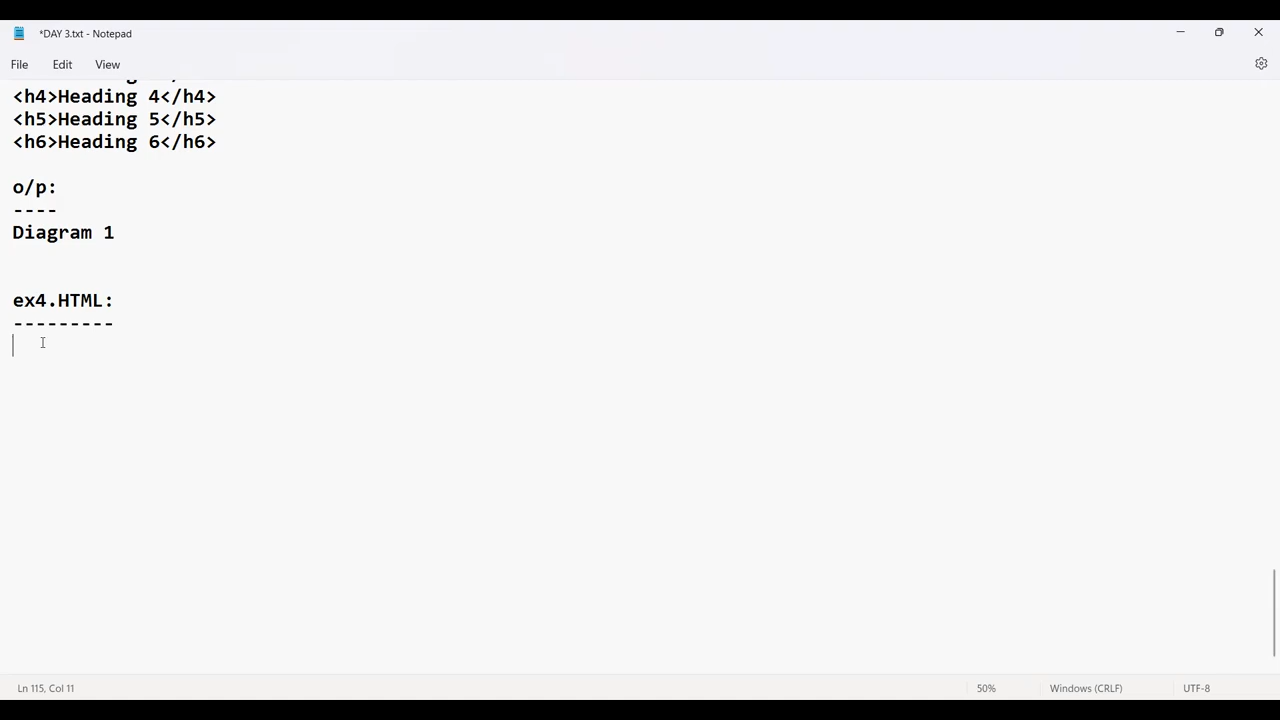 *DAY 3.txt - Notepad
File Edit View
<h4>Heading 4</h4>
<h5>Heading 5</h5>
<h6>Heading 6</h6>
o/p:
----
Diagram 1
ex4.HTML:
---------
Ln 115, Col 11 50% Windows (CRLF) UTF-8